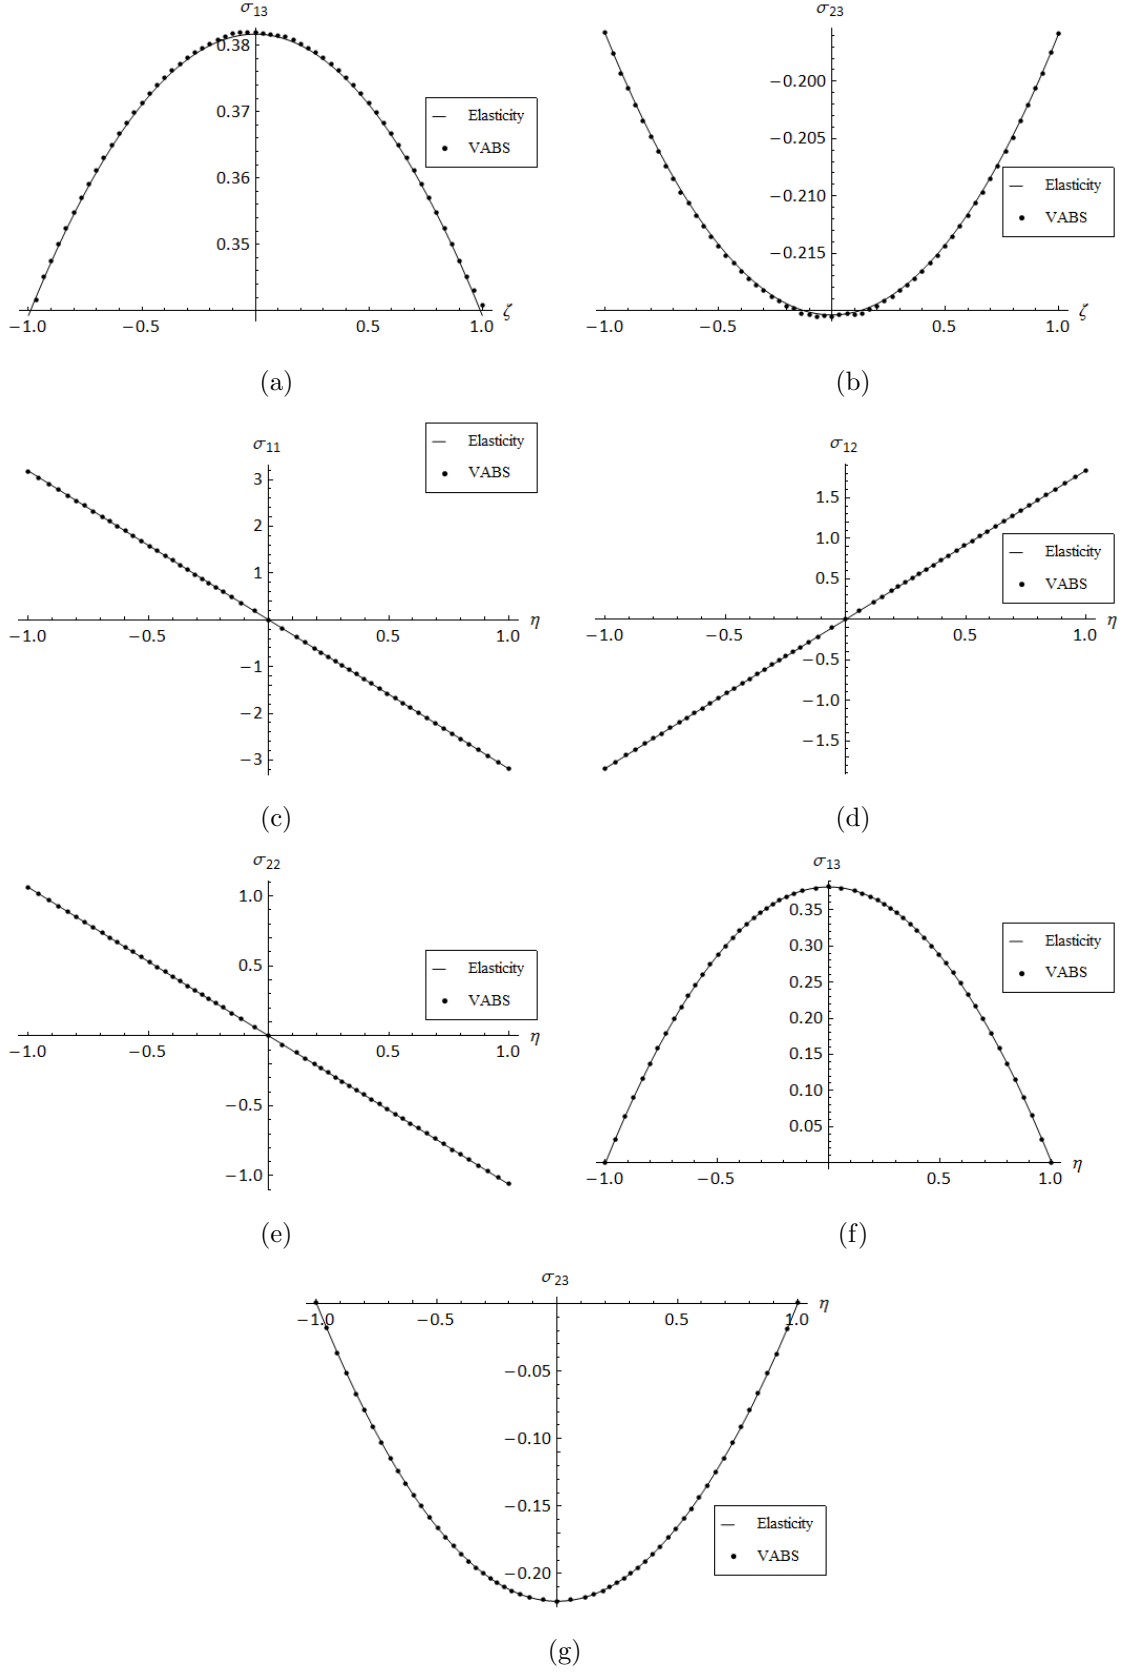 σ13
0.38
0.37
0.36
0.35
−1.0 −0.5 0.5 1.0 ζ
Elasticity
VABS
(a)
σ23
−0.200
−0.205
−0.210
−0.215
−1.0 −0.5 0.5 1.0 ζ
Elasticity
VABS
(b)
σ11
3
2
1
−1.0 −0.5 0.5 1.0 η
−1
−2
−3
Elasticity
VABS
(c)
σ12
1.5
1.0
0.5
−1.0 −0.5 0.5 1.0 η
−0.5
−1.0
−1.5
Elasticity
VABS
(d)
σ22
1.0
0.5
−1.0 −0.5 0.5 1.0 η
−0.5
−1.0
Elasticity
VABS
(e)
σ13
0.35
0.30
0.25
0.20
0.15
0.10
0.05
−1.0 −0.5 0.5 1.0 η
Elasticity
VABS
(f)
σ23
−1.0 −0.5 0.5 1.0 η
−0.05
−0.10
−0.15
−0.20
Elasticity
VABS
(g)